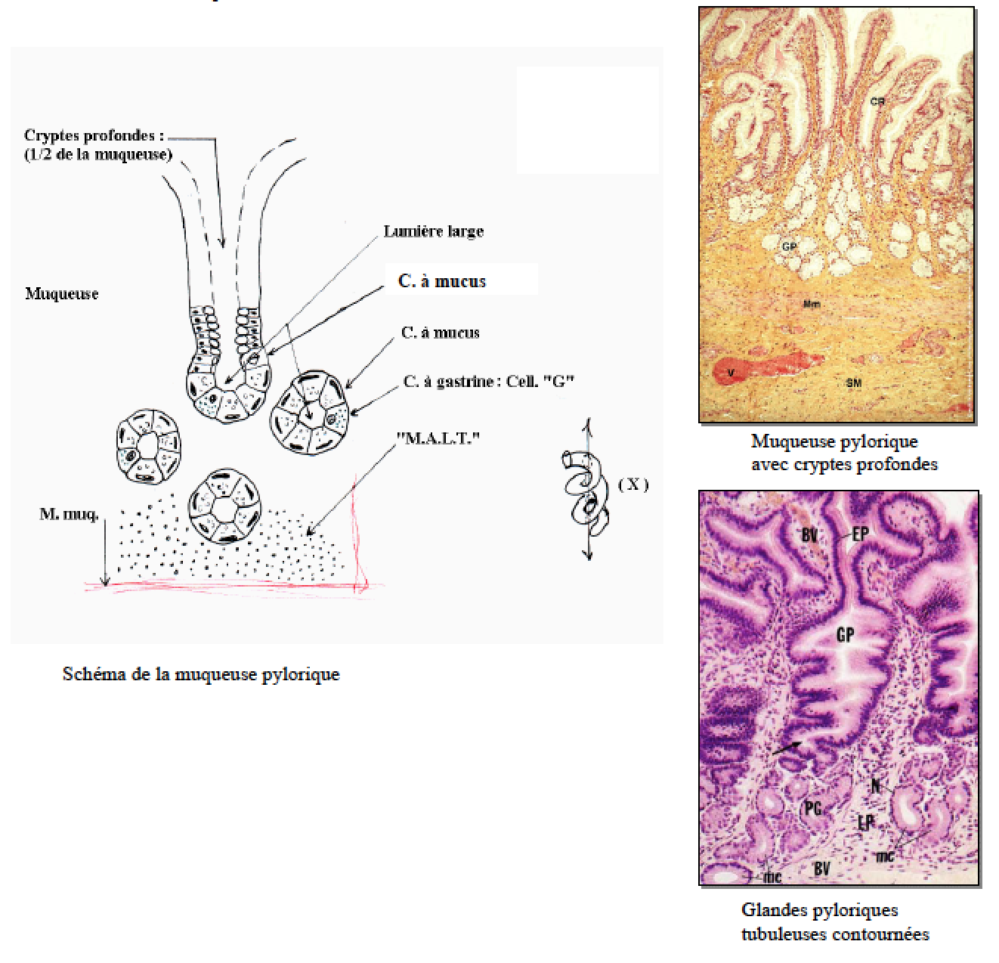 Cryptes profondes :
(1/2 de la muqueuse)
Lumière large
C. à mucus
Muqueuse
C. à mucus
C. à gastrine : Cell. "G"
"M.A.L.T."
( X )
M. muq.
Schéma de la muqueuse pylorique
CR
GP
Mm
V
SM
Muqueuse pylorique
avec cryptes profondes
BV
EP
GP
N
PG
mc
BV
mc
Glandes pyloriques
tubuleuses contournées